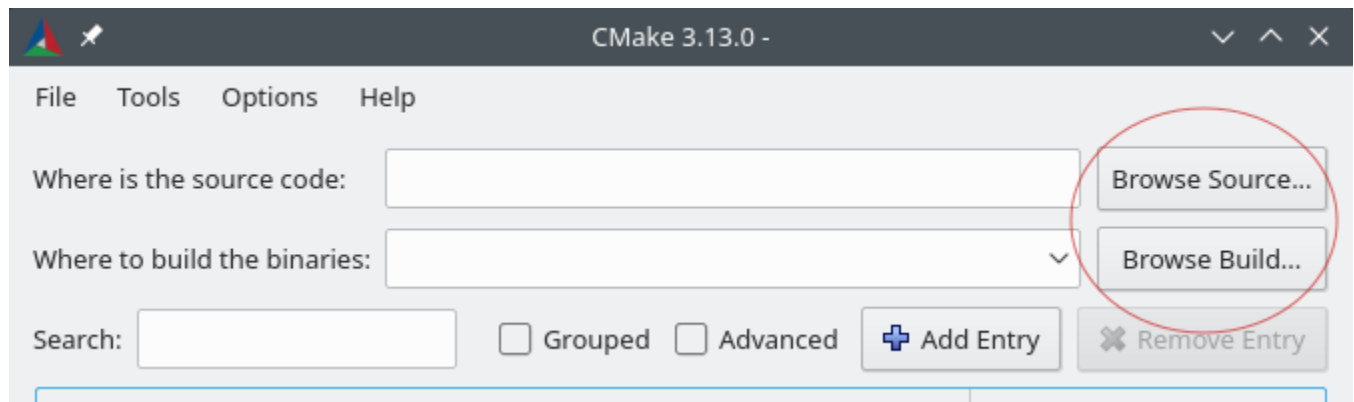 CMake 3.13.0 -
File Tools Options Help
Where is the source code: Browse Source...
Where to build the binaries: Browse Build...
Search: Grouped Advanced Add Entry Remove Entry